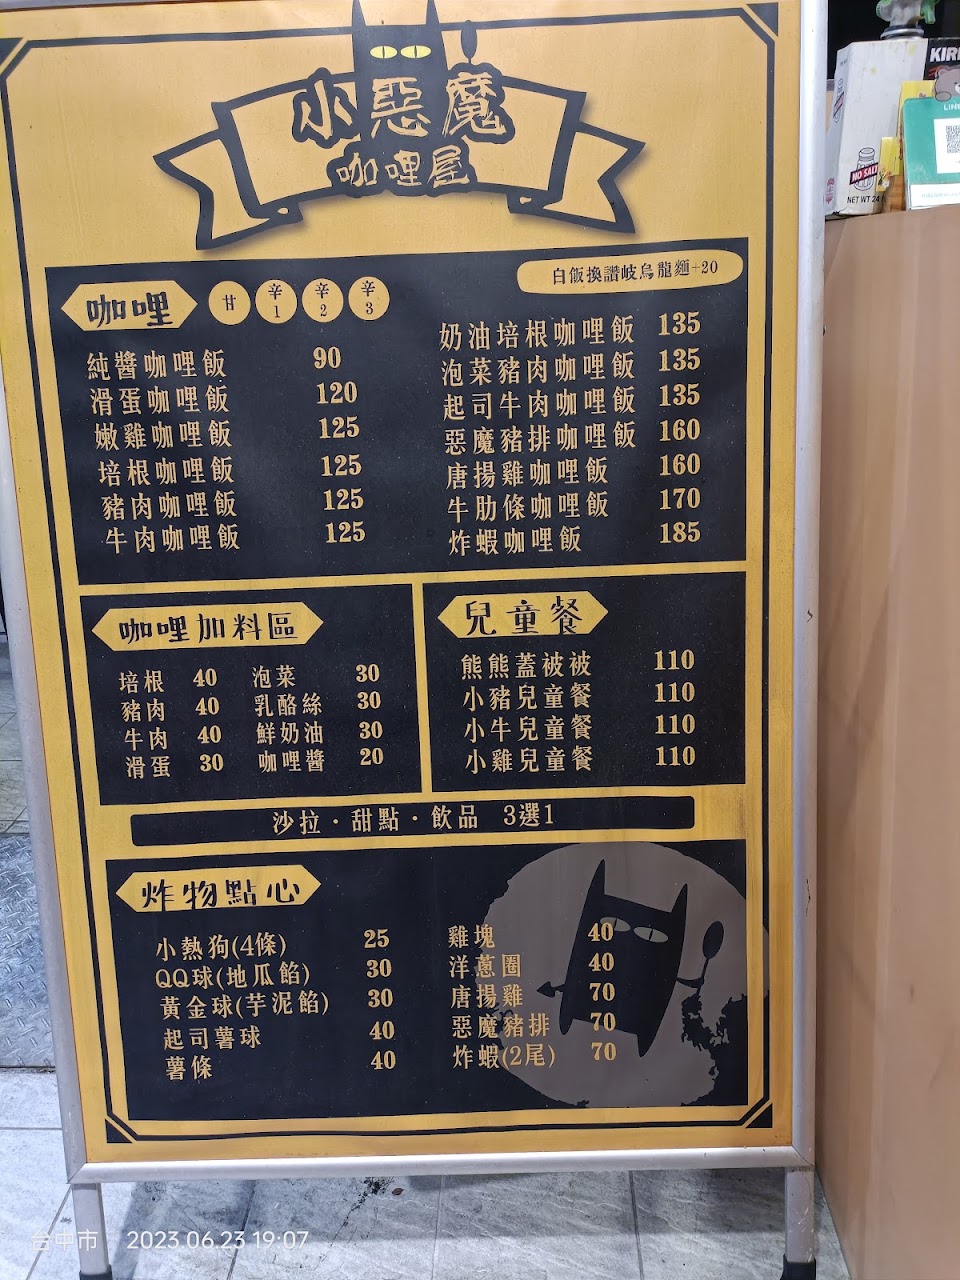 小惡魔
咖哩屋
咖哩 甘 辛1 辛2 辛3
白飯換讚岐烏龍麵+20
純醬咖哩飯 90
滑蛋咖哩飯 120
嫩雞咖哩飯 125
培根咖哩飯 125
豬肉咖哩飯 125
牛肉咖哩飯 125
奶油培根咖哩飯 135
泡菜豬肉咖哩飯 135
起司牛肉咖哩飯 135
惡魔豬排咖哩飯 160
唐揚雞咖哩飯 160
牛肋條咖哩飯 170
炸蝦咖哩飯 185
咖哩加料區
培根 40
豬肉 40
牛肉 40
滑蛋 30
泡菜 30
乳酪絲 30
鮮奶油 30
咖哩醬 20
兒童餐
熊熊蓋被被 110
小豬兒童餐 110
小牛兒童餐 110
小雞兒童餐 110
沙拉・甜點・飲品 3選1
炸物點心
小熱狗(4條) 25
QQ球(地瓜餡) 30
黃金球(芋泥餡) 30
起司薯球 40
薯條 40
雞塊 40
洋蔥圈 40
唐揚雞 70
惡魔豬排 70
炸蝦(2尾) 70
KIR
LINE
NO SALT
NET WT 24
台中市 2023.06.23 19:07